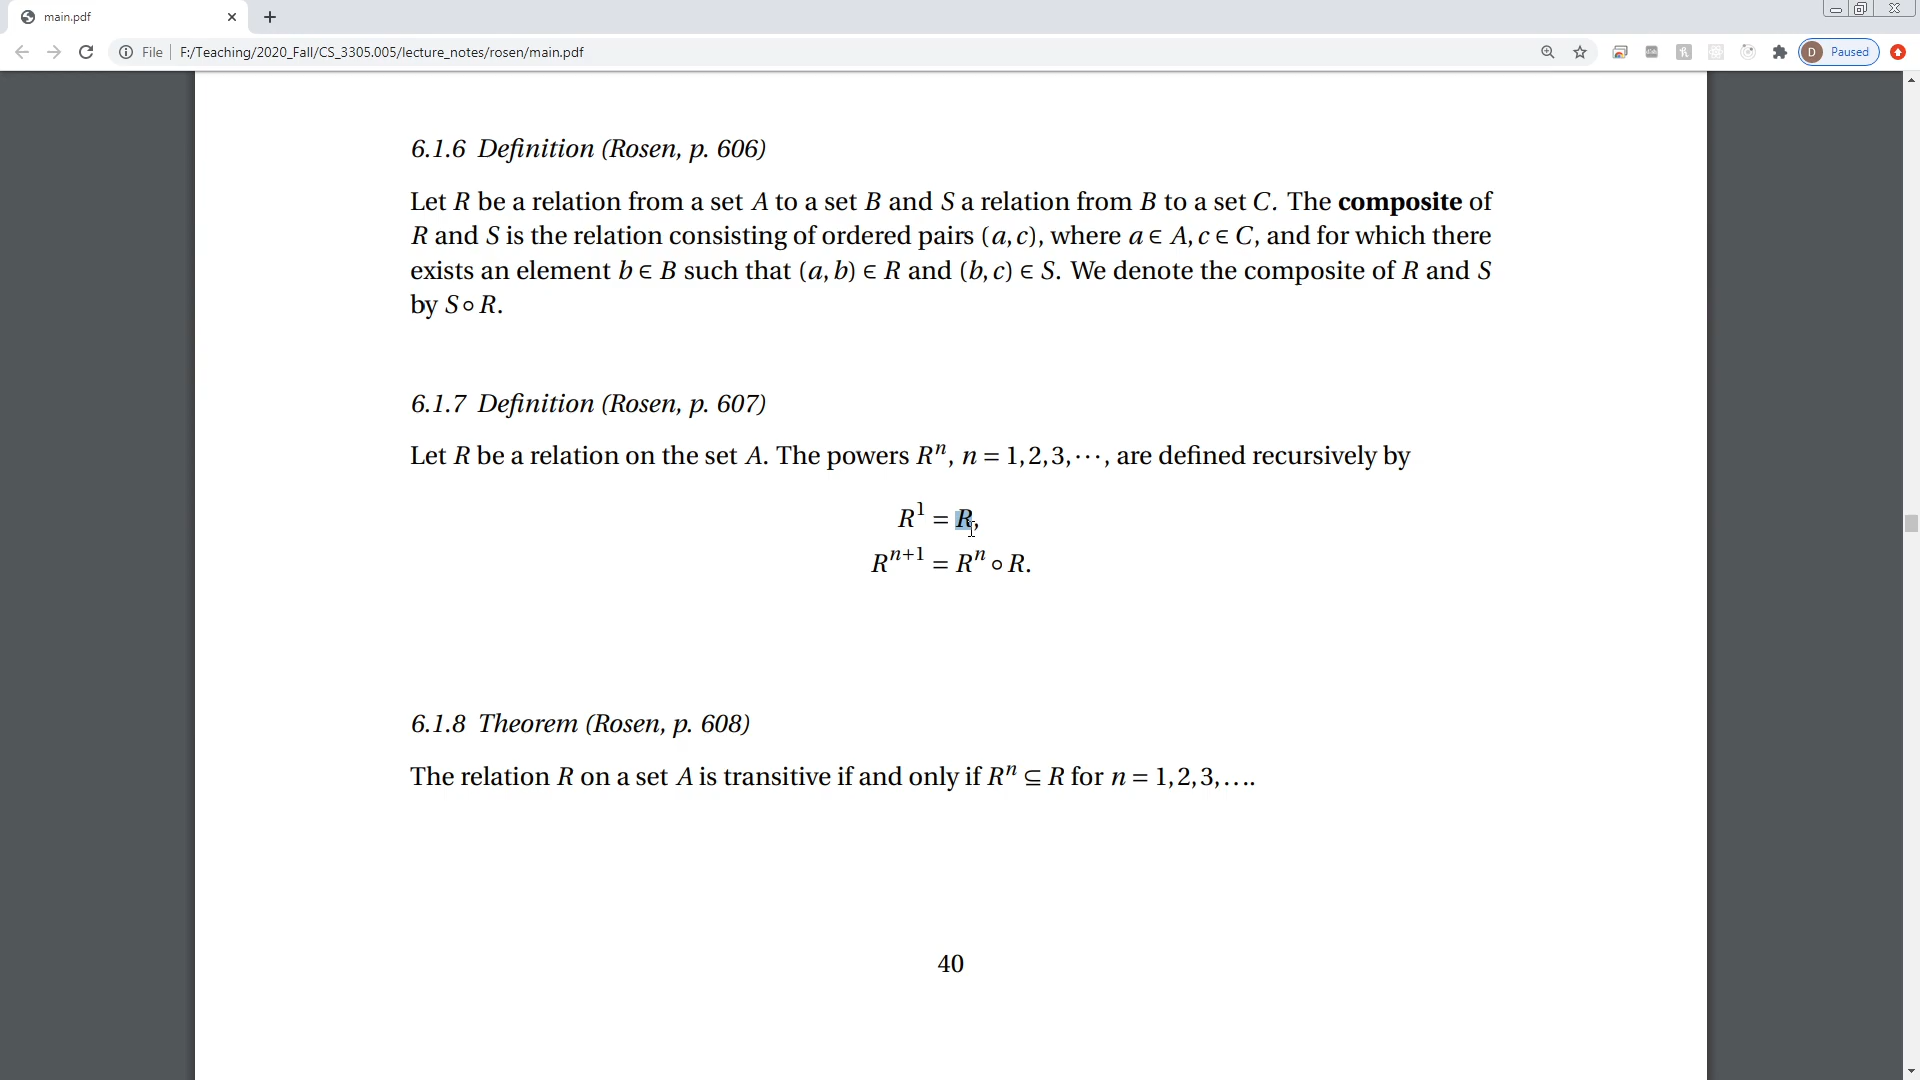 main.pdf
File F:/Teaching/2020_Fall/CS_3305.005/lecture_notes/rosen/main.pdf
D Paused
6.1.6 Definition (Rosen, p. 606)
Let R be a relation from a set A to a set B and S a relation from B to a set C. The composite of
R and S is the relation consisting of ordered pairs (a, c), where a ∈ A, c ∈ C, and for which there
exists an element b ∈ B such that (a, b) ∈ R and (b, c) ∈ S. We denote the composite of R and S
by S ∘ R.
6.1.7 Definition (Rosen, p. 607)
Let R be a relation on the set A. The powers Rⁿ, n = 1,2,3,⋯, are defined recursively by
R¹ = R,
Rⁿ⁺¹ = Rⁿ ∘ R.
6.1.8 Theorem (Rosen, p. 608)
The relation R on a set A is transitive if and only if Rⁿ ⊆ R for n = 1,2,3,....
40